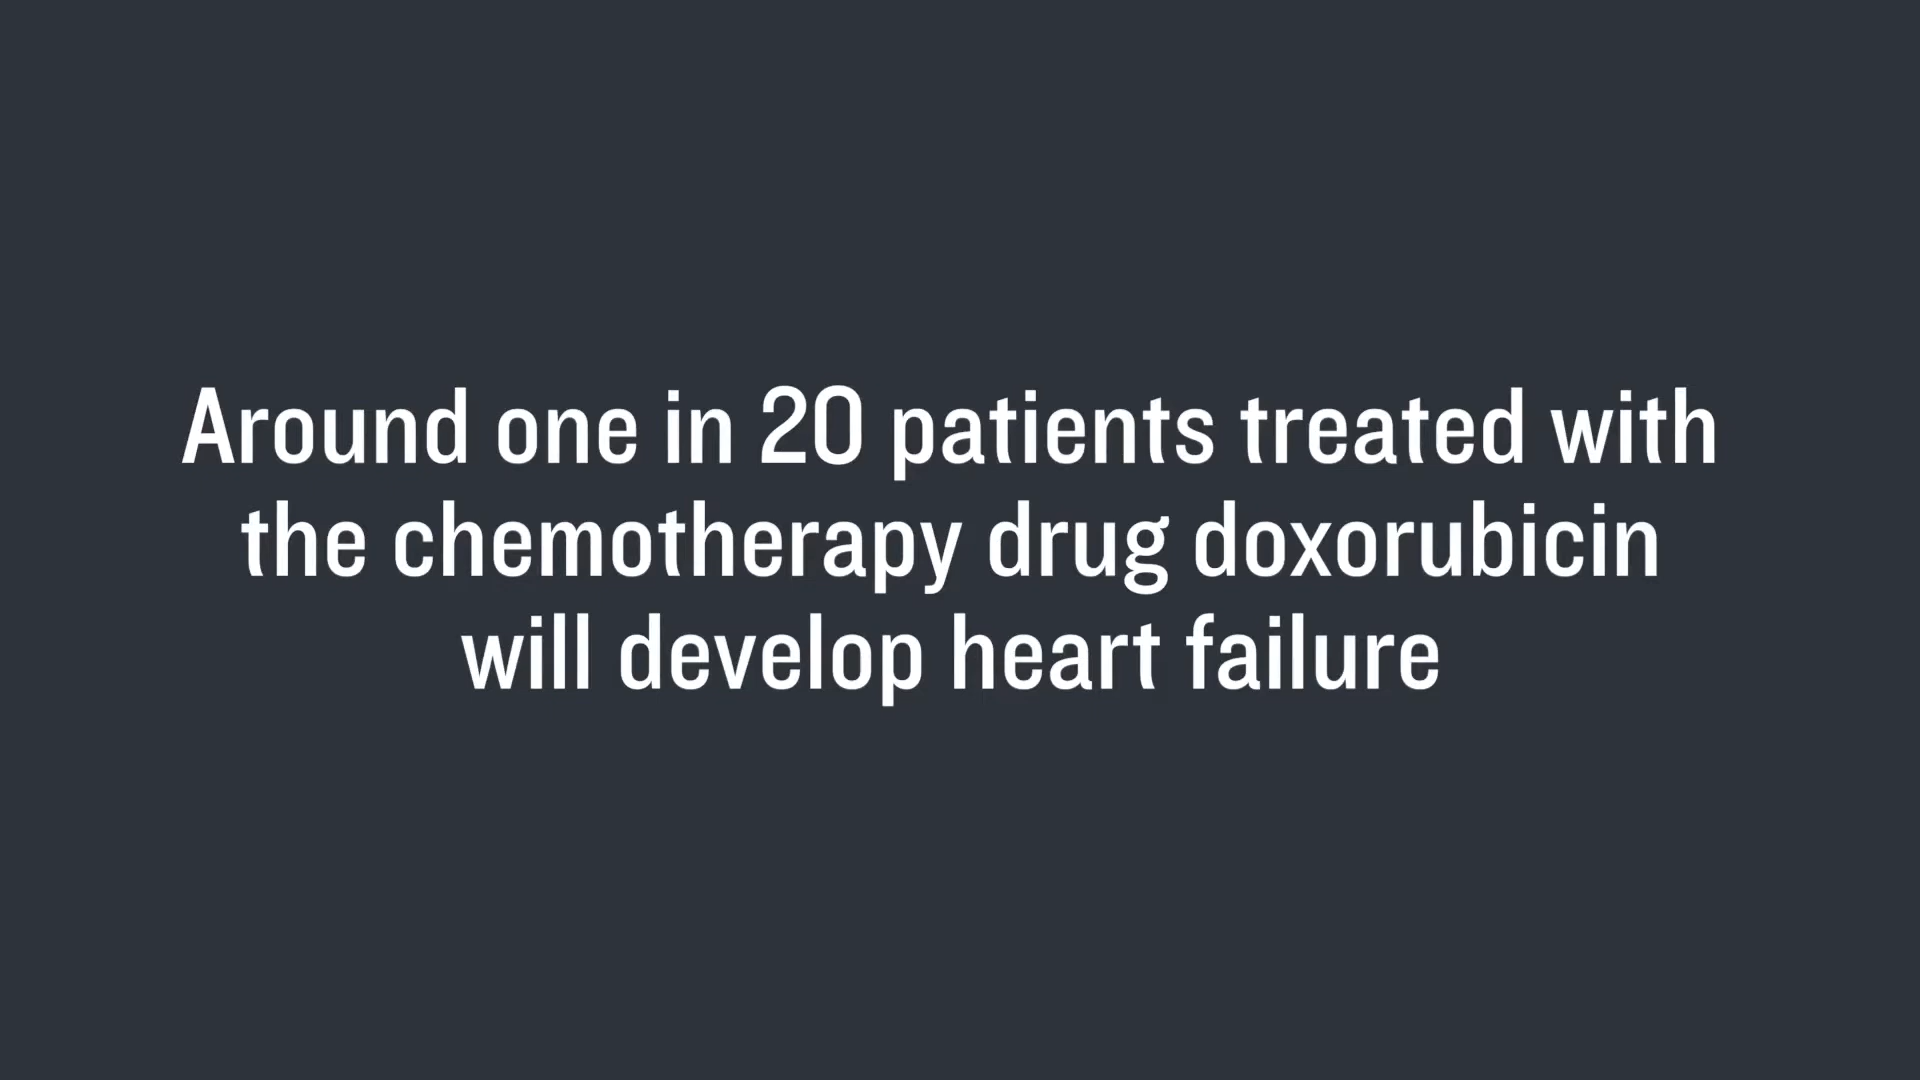 Around one in 20 patients treated with
the chemotherapy drug doxorubicin
will develop heart failure